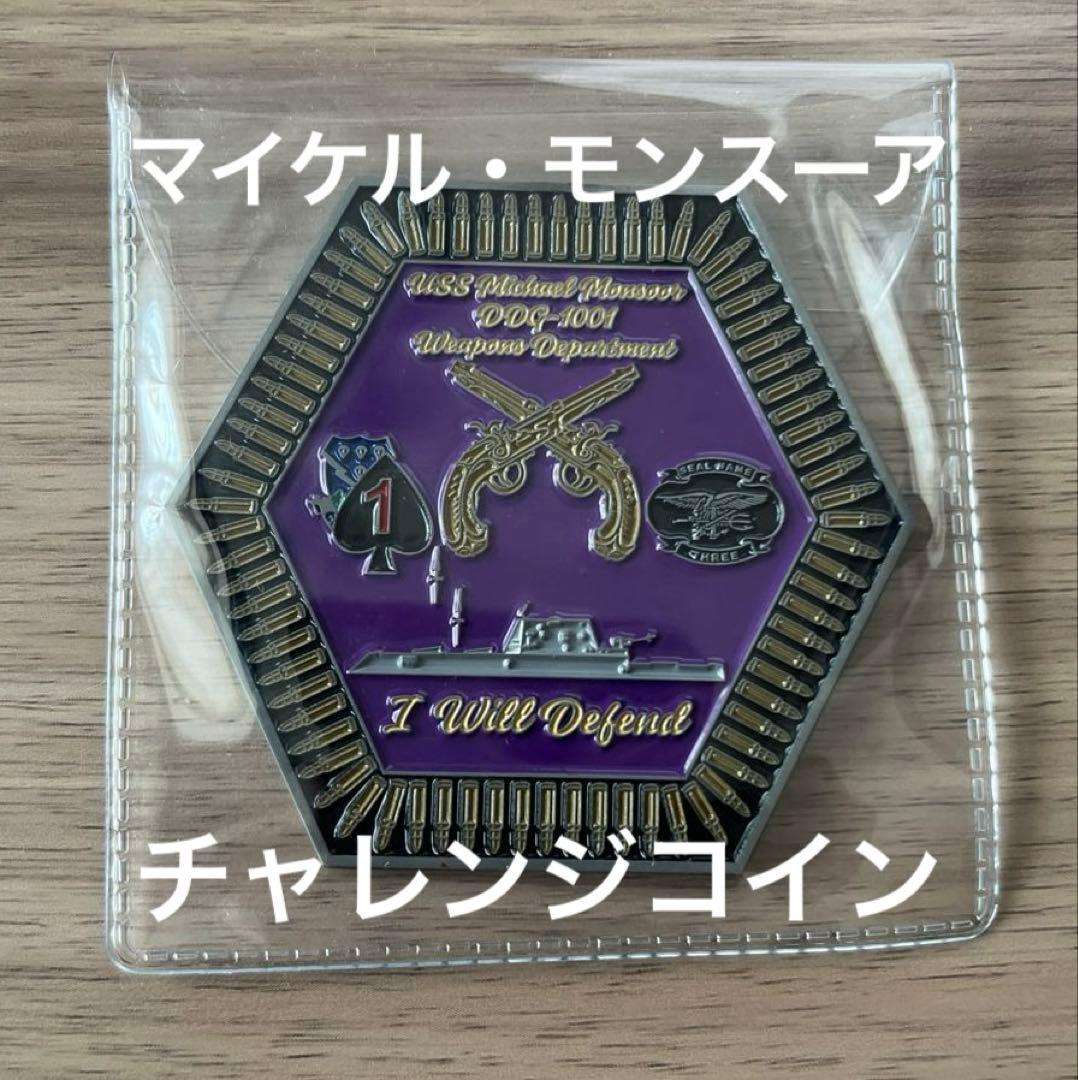 マイケル・モンスーア
USS Michael Monsoor
DDG-1001
Weapons Department
1
SEAL NAME
THREE
I Will Defend
チャレンジコイン